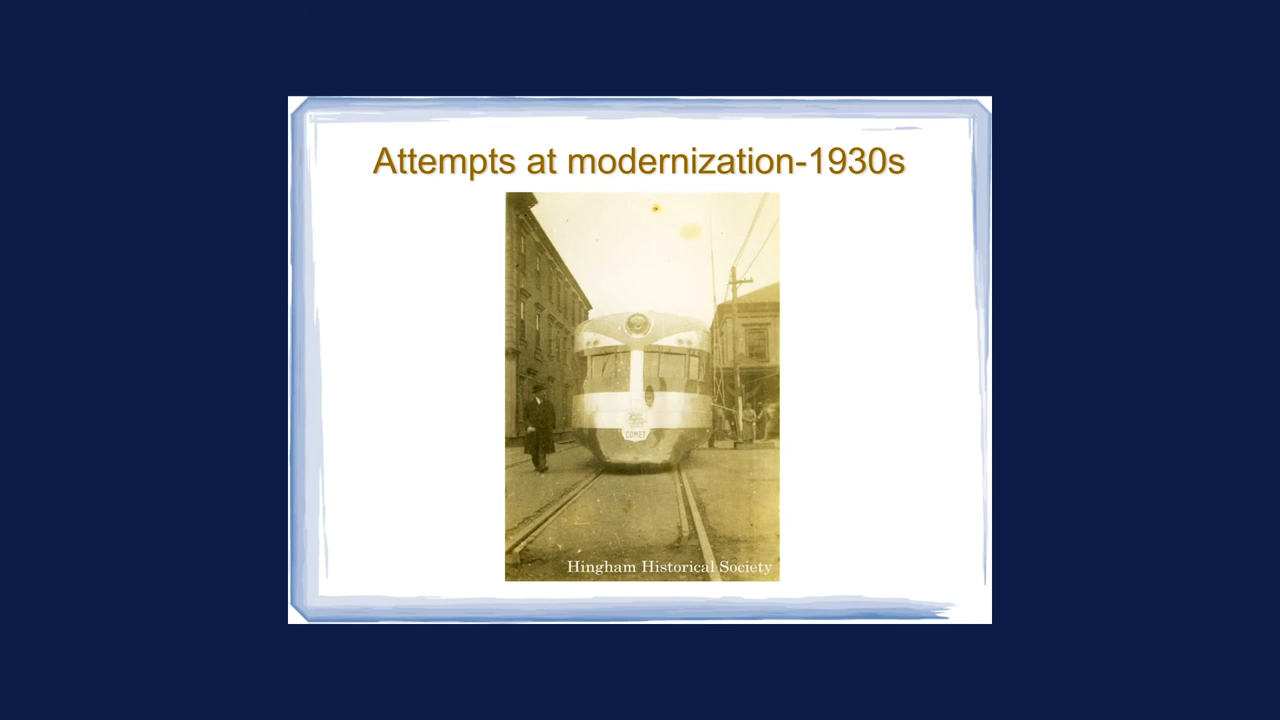 Attempts at modernization-1930s
COMET
Hingham Historical Society